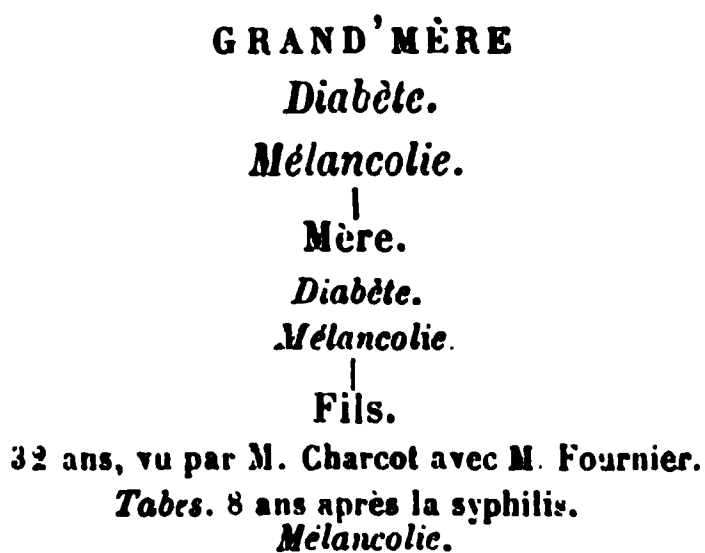 GRAND'MÈRE
Diabète.
Mélancolie.
Mère.
Diabète.
Mélancolie.
Fils.
32 ans, vu par M. Charcot avec M. Fournier.
Tabes. 8 ans après la syphilis.
Mélancolie.